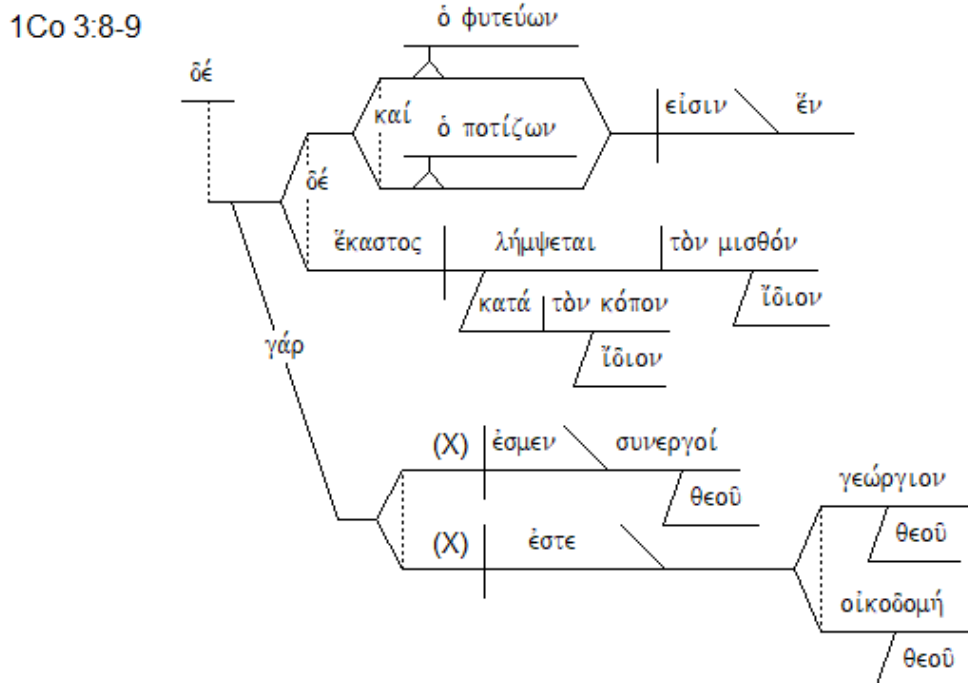 1Co 3:8-9
ὁ φυτεύων
δέ
καί
ὁ ποτίζων
εἰσιν ἕν
δέ
ἕκαστος λήμψεται τὸν μισθόν
κατά τὸν κόπον ἴδιον
ἴδιον
γάρ
(X) ἐσμεν συνεργοί
θεοῦ
γεώργιον
θεοῦ
(X) ἐστε
οἰκοδομή
θεοῦ